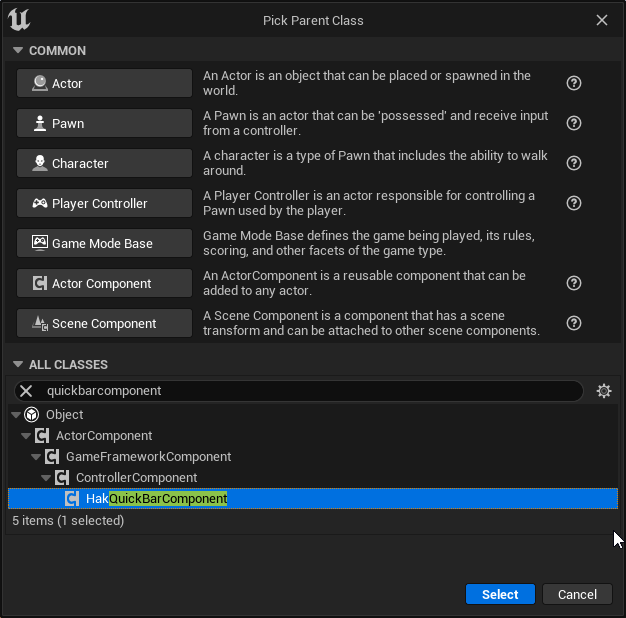 Pick Parent Class
COMMON
Actor
An Actor is an object that can be placed or spawned in the
world.
Pawn
A Pawn is an actor that can be 'possessed' and receive input
from a controller.
Character
A character is a type of Pawn that includes the ability to walk
around.
Player Controller
A Player Controller is an actor responsible for controlling a
Pawn used by the player.
Game Mode Base
Game Mode Base defines the game being played, its rules,
scoring, and other facets of the game type.
Actor Component
An ActorComponent is a reusable component that can be
added to any actor.
Scene Component
A Scene Component is a component that has a scene
transform and can be attached to other scene components.
ALL CLASSES
quickbarcomponent
Object
ActorComponent
GameFrameworkComponent
ControllerComponent
HakQuickBarComponent
5 items (1 selected)
Select Cancel